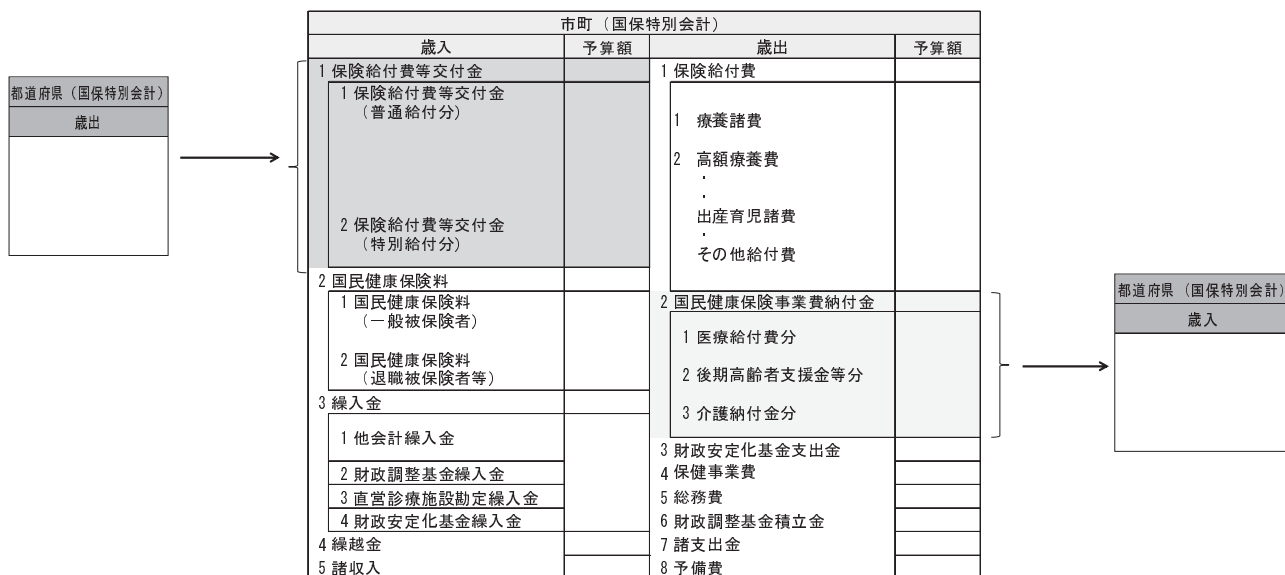 市町（国保特別会計）
歳入 予算額 歳出 予算額
都道府県（国保特別会計）
歳出
1 保険給付費等交付金
1 保険給付費等交付金
（普通給付分）
2 保険給付費等交付金
（特別給付分）
2 国民健康保険料
1 国民健康保険料
（一般被保険者）
2 国民健康保険料
（退職被保険者等）
3 繰入金
1 他会計繰入金
2 財政調整基金繰入金
3 直営診療施設勘定繰入金
4 財政安定化基金繰入金
4 繰越金
5 諸収入
1 保険給付費
1 療養諸費
2 高額療養費
・
・
出産育児諸費
・
その他給付費
2 国民健康保険事業費納付金
1 医療給付費分
2 後期高齢者支援金等分
3 介護納付金分
3 財政安定化基金支出金
4 保健事業費
5 総務費
6 財政調整基金積立金
7 諸支出金
8 予備費
都道府県（国保特別会計）
歳入